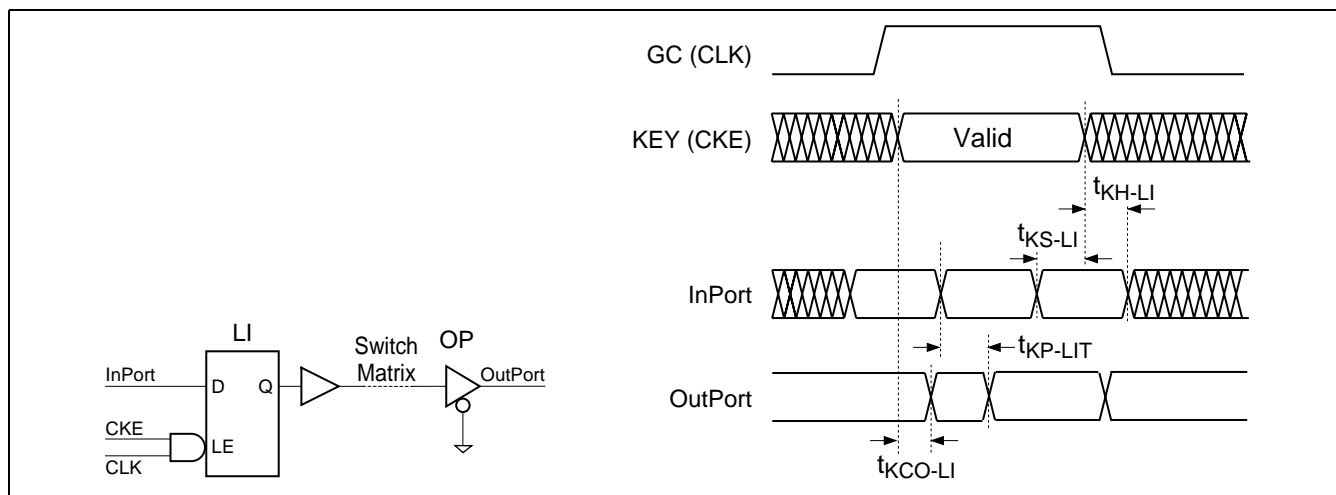 LI
InPort
D
Q
CKE
CLK
LE
Switch
Matrix
OP
OutPort
GC (CLK)
KEY (CKE)
Valid
tKH-LI
tKS-LI
InPort
tKP-LIT
OutPort
tKCO-LI